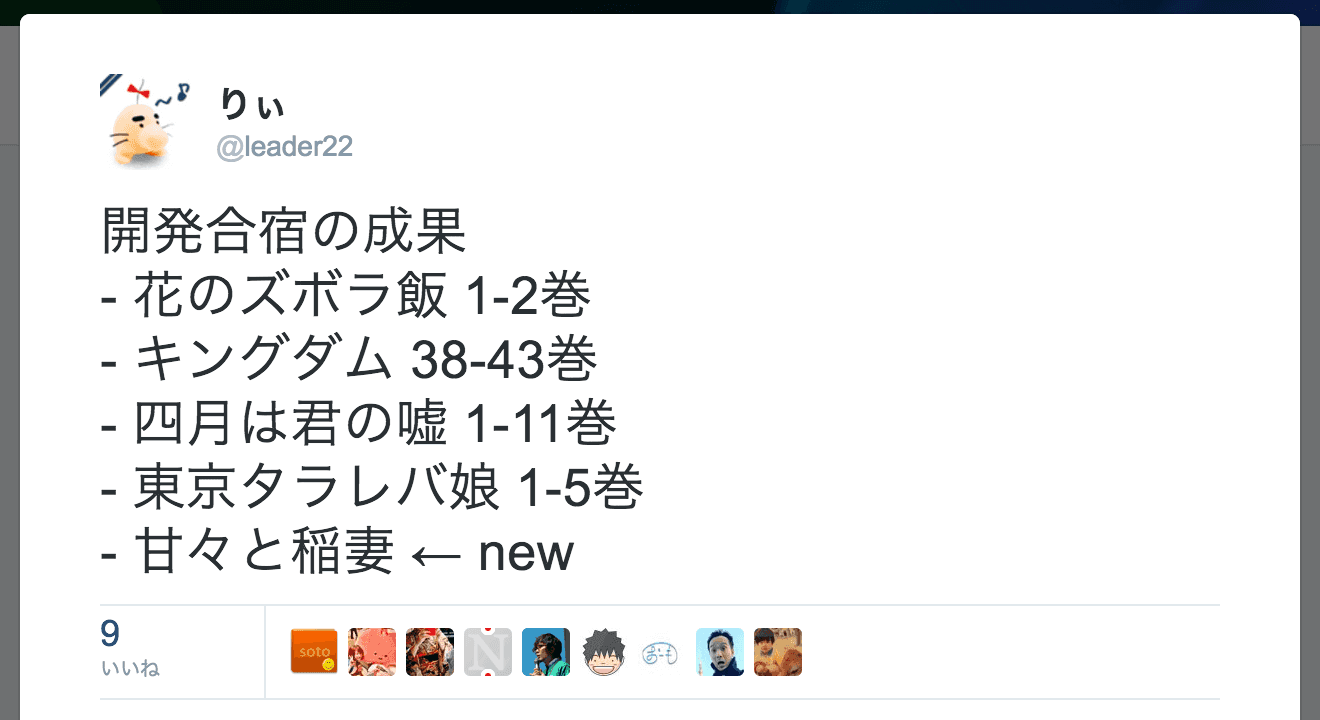 りぃ
@leader22
開発合宿の成果
- 花のズボラ飯 1-2巻
- キングダム 38-43巻
- 四月は君の嘘 1-11巻
- 東京タラレバ娘 1-5巻
- 甘々と稲妻 ← new
9
いいね
soto
N
おーも